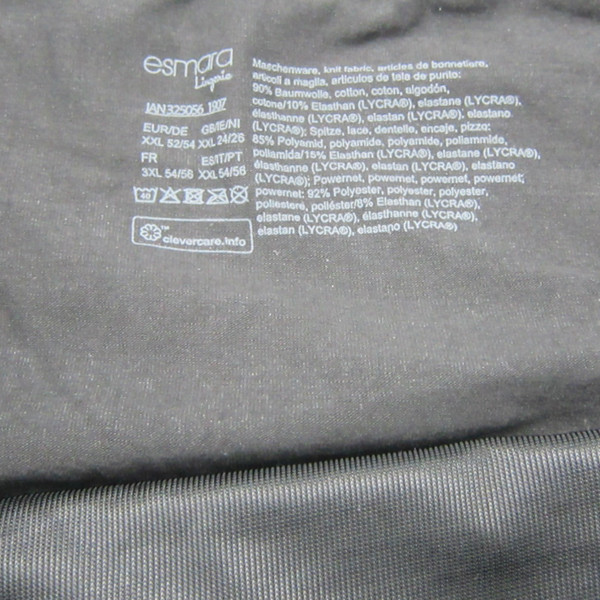 esmara
Lingerie
IAN 325056 1907
EUR/DE GB/IE/NI
XXL 52/54 XXL 24/26
FR ES/IT/PT
3XL 54/56 XXL 54/56
40
™
clevercare.info
Maschenware, knit fabric, articles de bonneterie,
articoli a maglia, artículos de tela de punto:
90% Baumwolle, cotton, coton, algodón,
cotone/10% Elasthan (LYCRA®), elastane (LYCRA®),
élasthanne (LYCRA®), elastan (LYCRA®), elastano
(LYCRA®); Spitze, lace, dentelle, encaje, pizzo:
85% Polyamid, polyamide, polyamide, poliammide,
poliamida/15% Elasthan (LYCRA®), elastane (LYCRA®),
élasthanne (LYCRA®), elastan (LYCRA®), elastano
(LYCRA®); Powernet, powernet, powernet, powernet,
powernet: 92% Polyester, polyester, polyester,
poliestere, poliéster/8% Elasthan (LYCRA®),
elastane (LYCRA®), élasthanne (LYCRA®),
elastan (LYCRA®), elastano (LYCRA®)